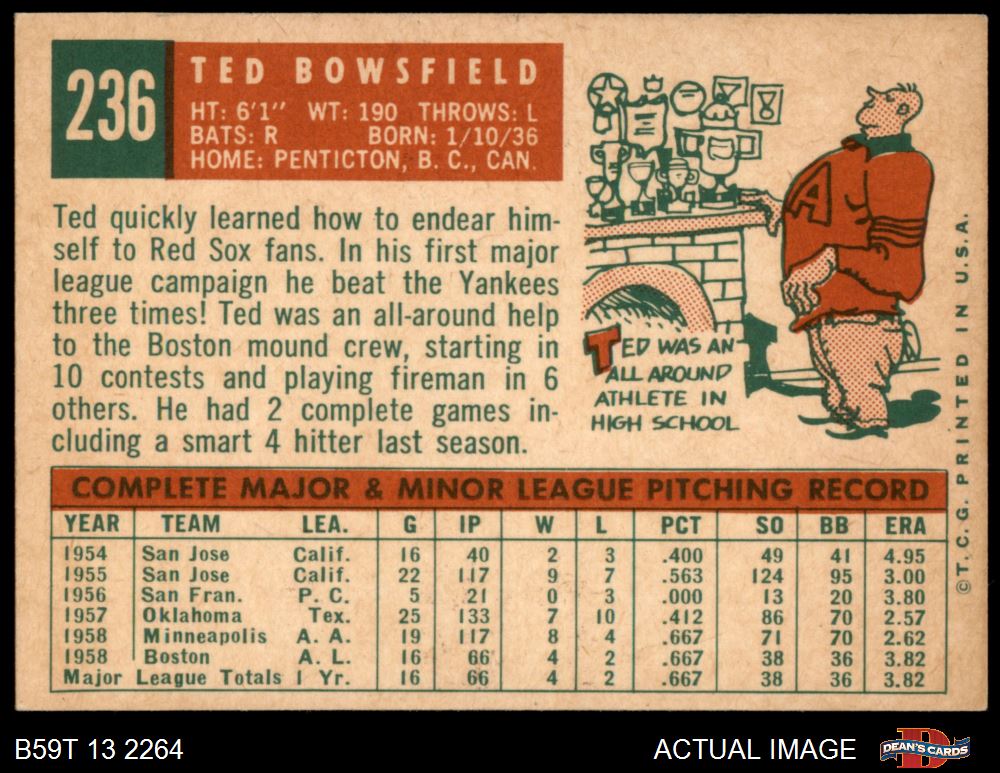 236
TED BOWSFIELD
HT: 6'1" WT: 190 THROWS: L
BATS: R BORN: 1/10/36
HOME: PENTICTON, B. C., CAN.
Ted quickly learned how to endear him-
self to Red Sox fans. In his first major
league campaign he beat the Yankees
three times! Ted was an all-around help
to the Boston mound crew, starting in
10 contests and playing fireman in 6
others. He had 2 complete games in-
cluding a smart 4 hitter last season.
A
TED WAS AN
ALL AROUND
ATHLETE IN
HIGH SCHOOL
COMPLETE MAJOR & MINOR LEAGUE PITCHING RECORD
YEAR TEAM LEA. G IP W L PCT SO BB ERA
1954 San Jose Calif. 16 40 2 3 .400 49 41 4.95
1955 San Jose Calif. 22 117 9 7 .563 124 95 3.00
1956 San Fran. P. C. 5 21 0 3 .000 13 20 3.80
1957 Oklahoma Tex. 25 133 7 10 .412 86 70 2.57
1958 Minneapolis A. A. 19 117 8 4 .667 71 70 2.62
1958 Boston A. L. 16 66 4 2 .667 38 36 3.82
Major League Totals 1 Yr. 16 66 4 2 .667 38 36 3.82
© T. C. G. PRINTED IN U.S.A.
B59T 13 2264
ACTUAL IMAGE
DEAN'S CARDS